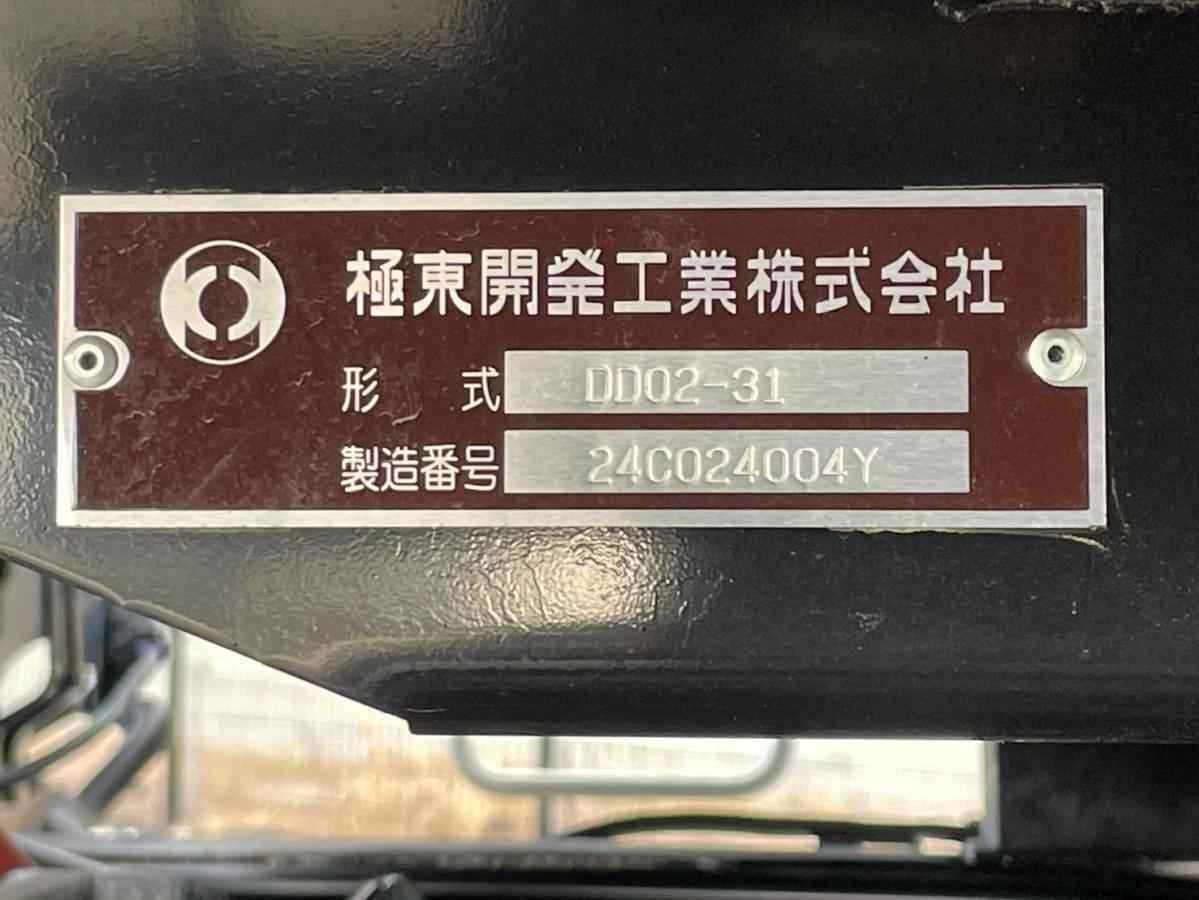 極東開発工業株式会社
形式 DD02-31
製造番号 24C024004Y